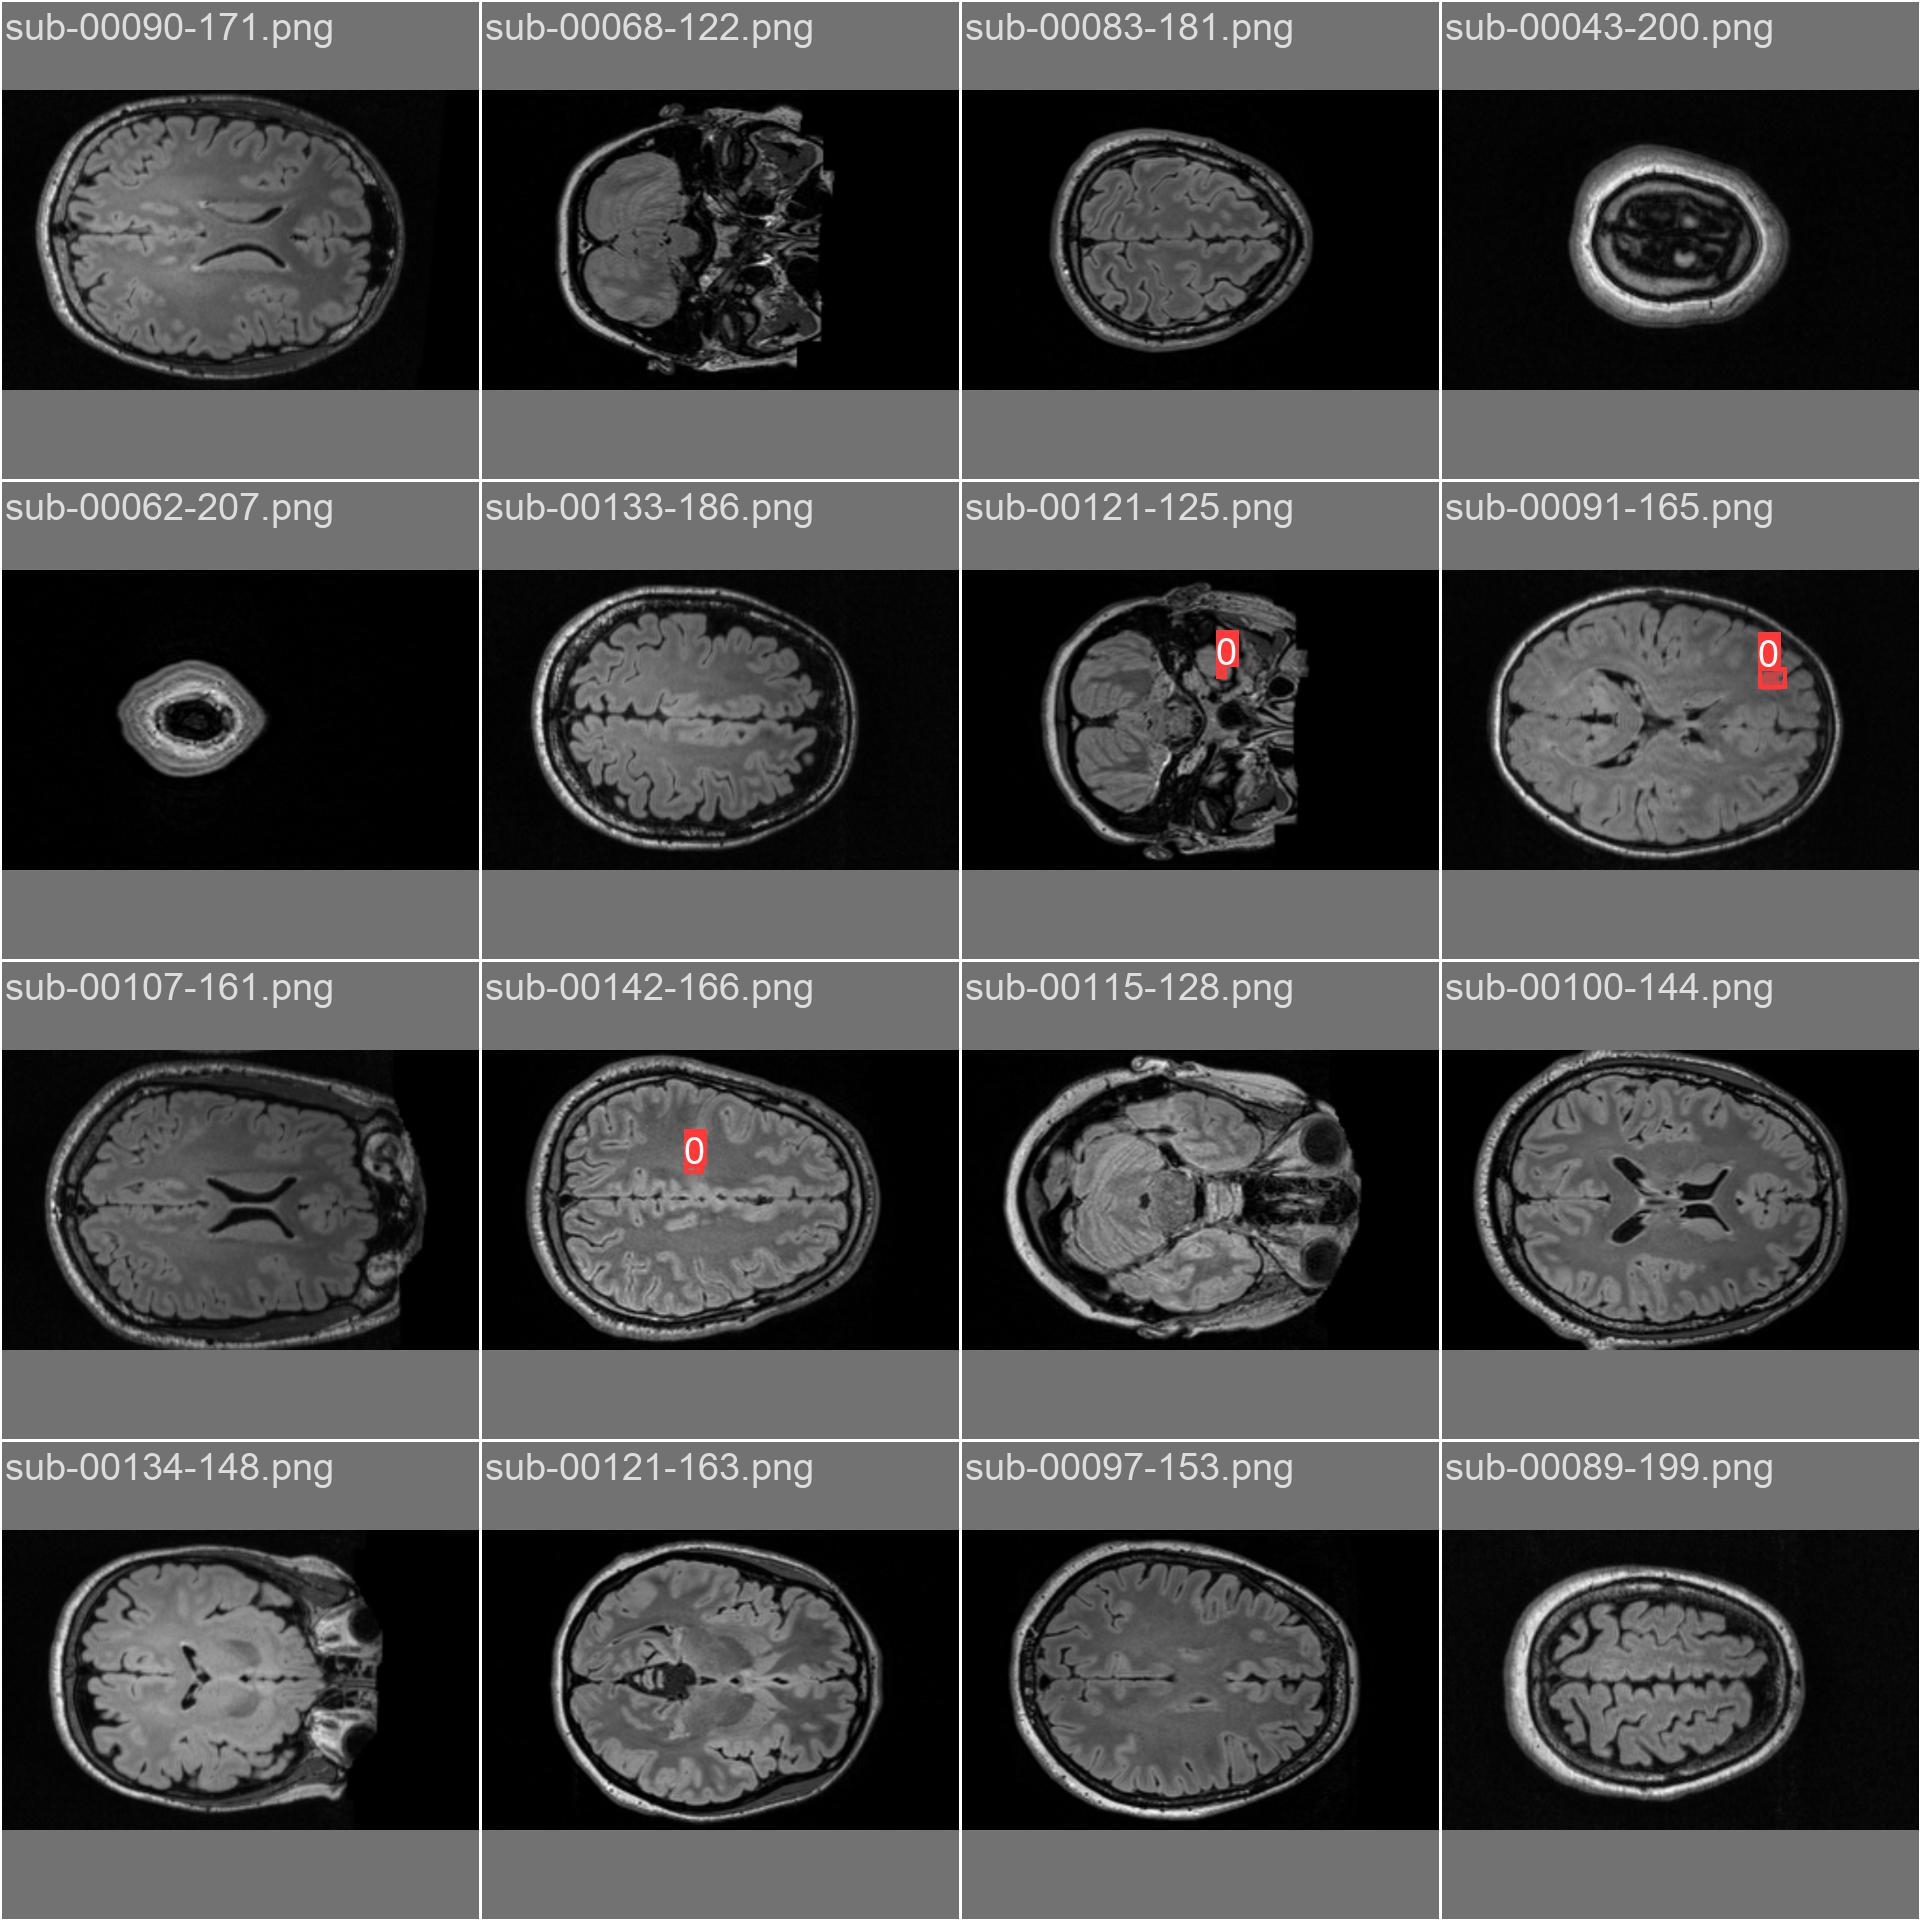 sub-00090-171.png
sub-00068-122.png
sub-00083-181.png
sub-00043-200.png
sub-00062-207.png
sub-00133-186.png
sub-00121-125.png
sub-00091-165.png
0
0
sub-00107-161.png
sub-00142-166.png
sub-00115-128.png
sub-00100-144.png
0
sub-00134-148.png
sub-00121-163.png
sub-00097-153.png
sub-00089-199.png